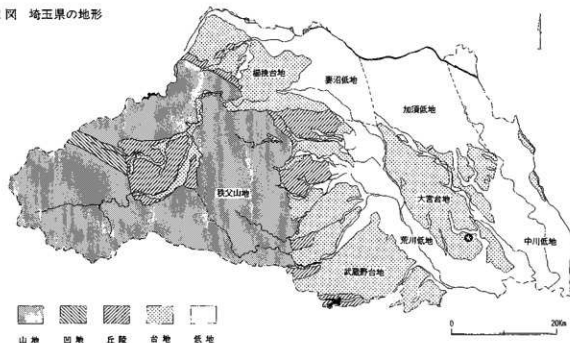 図 埼玉県の地形
櫛挽台地
妻沼低地
加須低地
秩父山地
大宮台地
荒川低地
中川低地
武蔵野台地
山地
凹地
丘陵
台地
低地
0
20Km